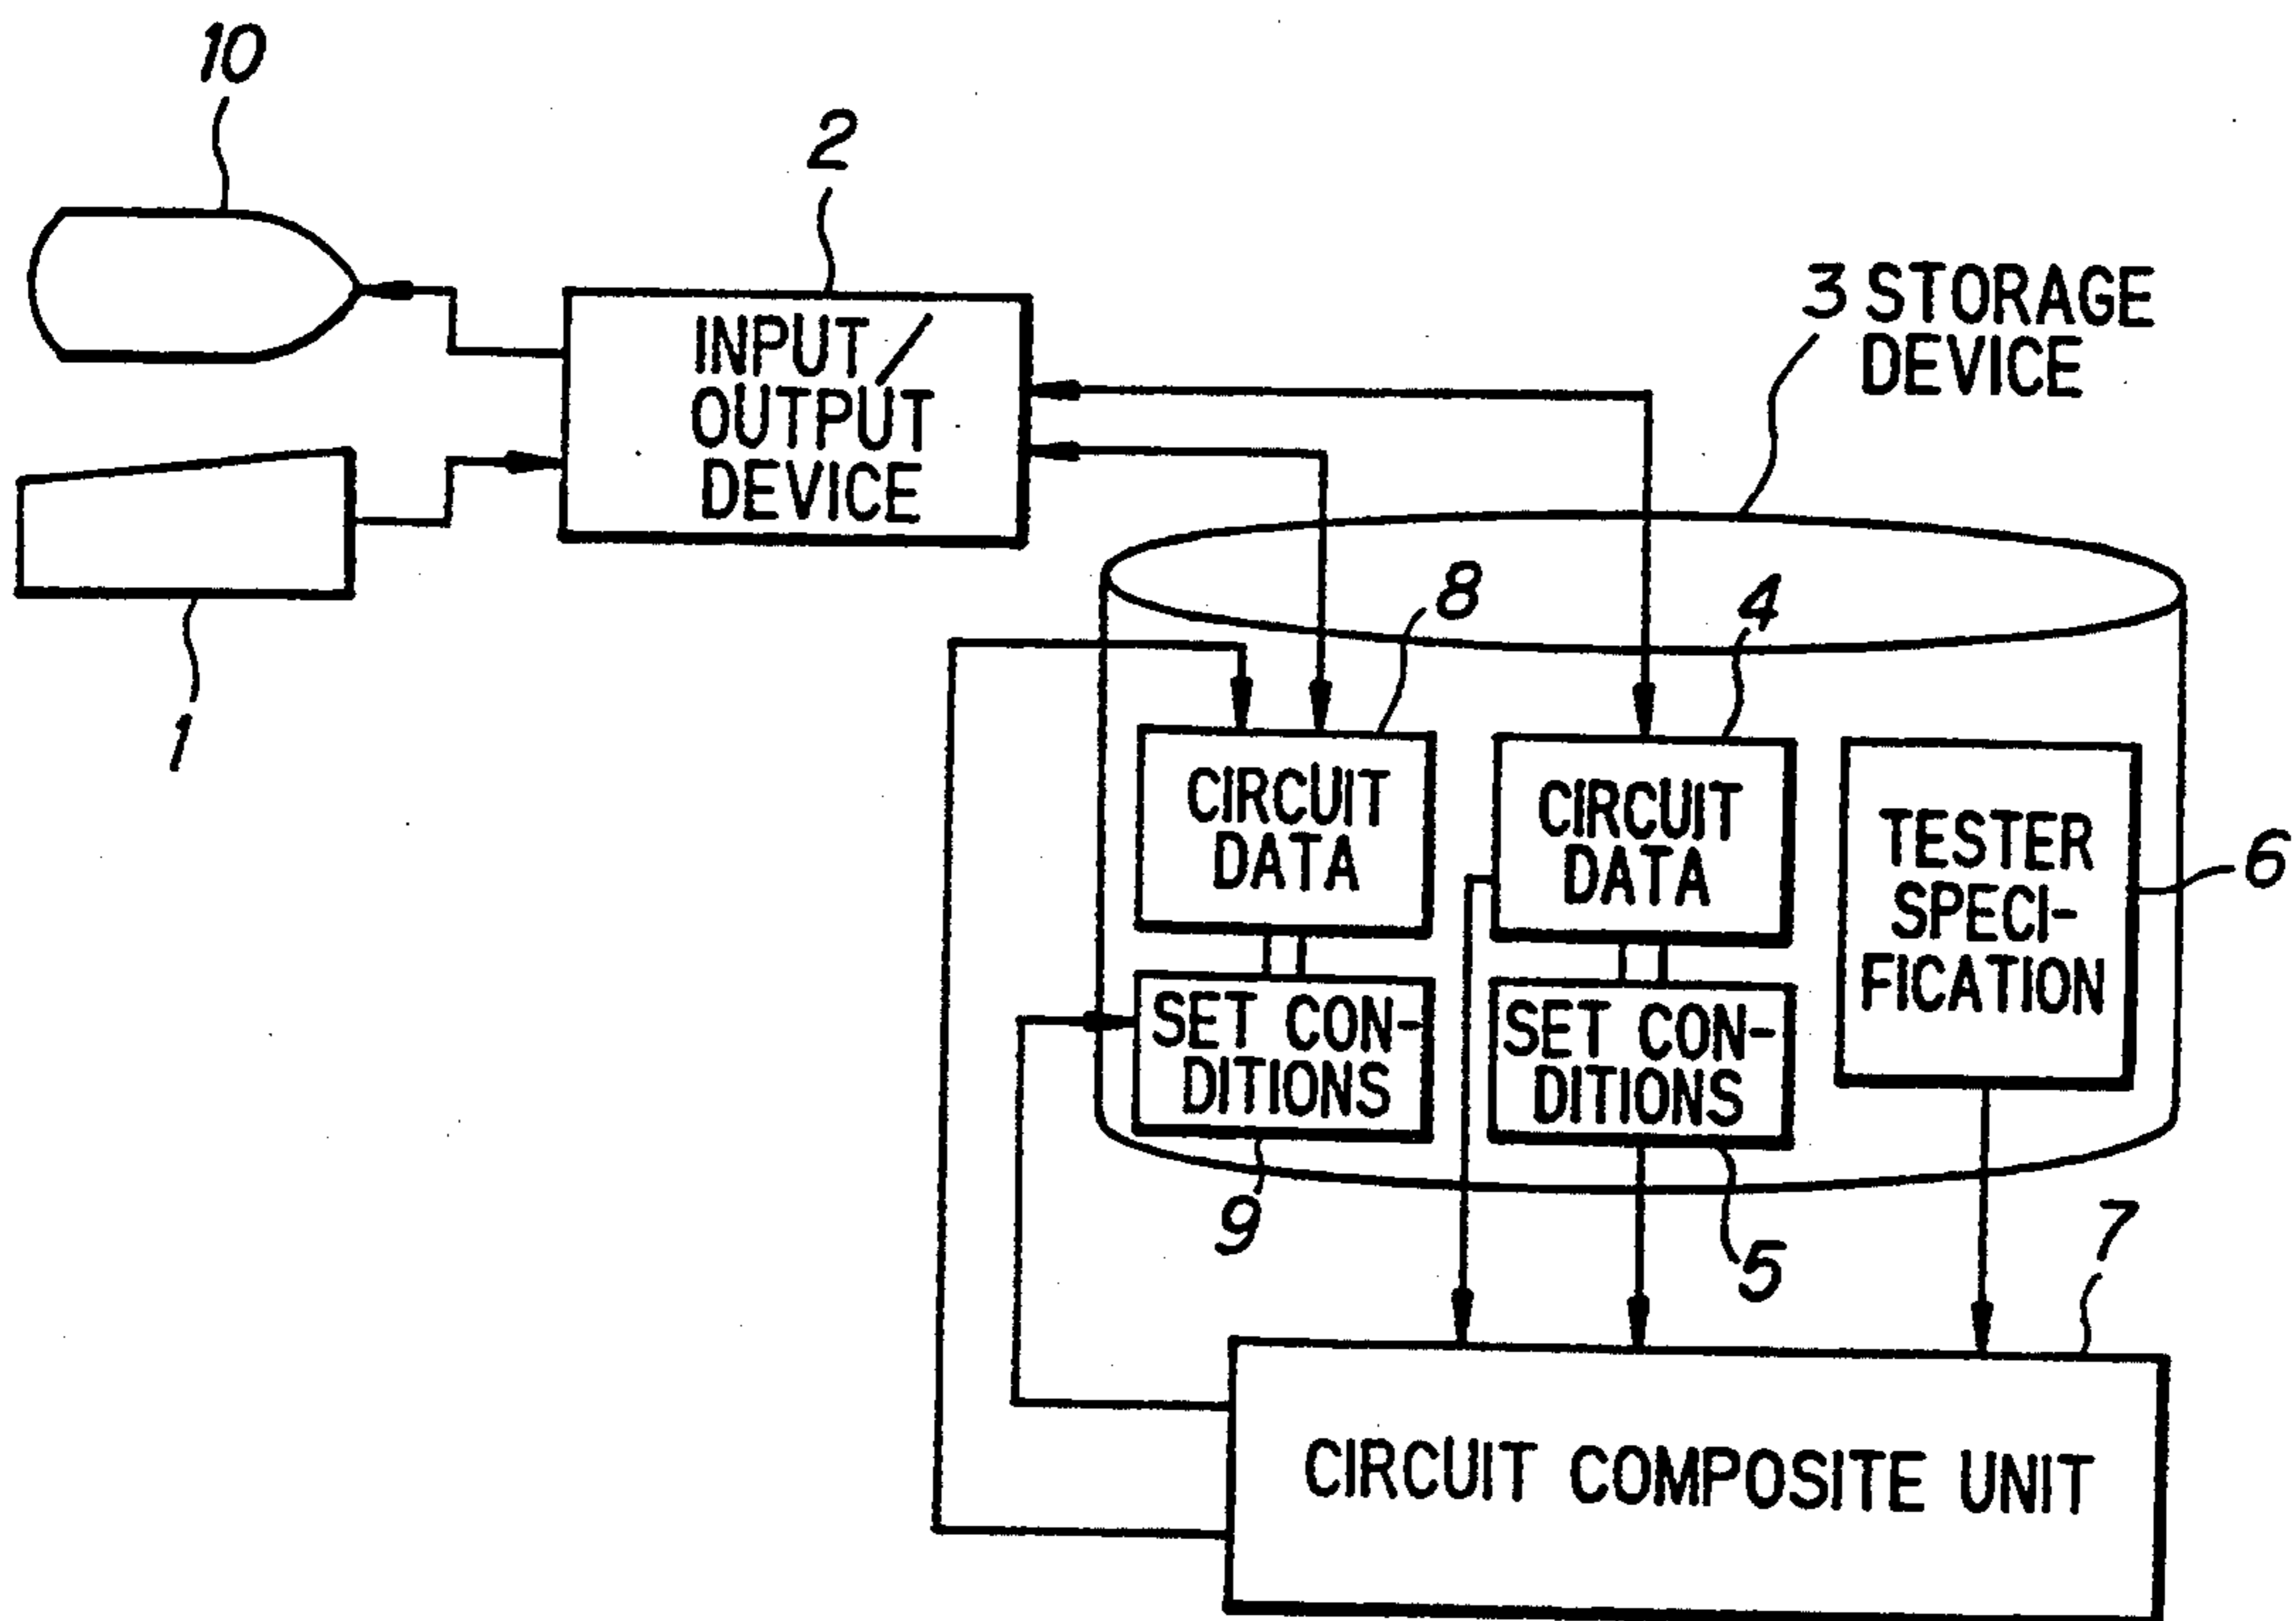 10
2
INPUT/
OUTPUT
DEVICE
3 STORAGE
DEVICE
1
8
4
CIRCUIT
DATA
CIRCUIT
DATA
TESTER
SPECI-
FICATION
6
SET CON-
DITIONS
SET CON-
DITIONS
9
5
7
CIRCUIT COMPOSITE UNIT